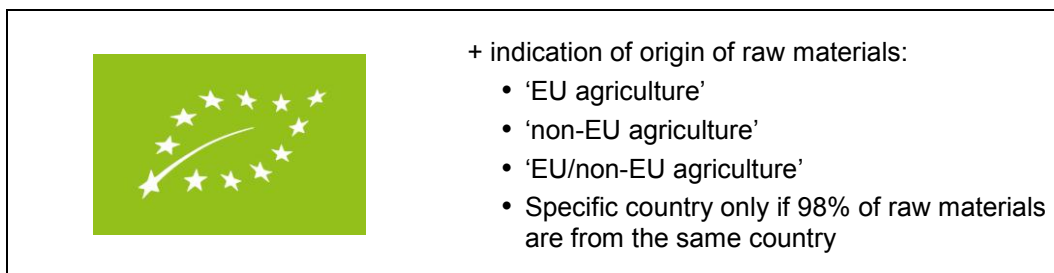 + indication of origin of raw materials:
• ‘EU agriculture’
• ‘non-EU agriculture’
• ‘EU/non-EU agriculture’
• Specific country only if 98% of raw materials
are from the same country